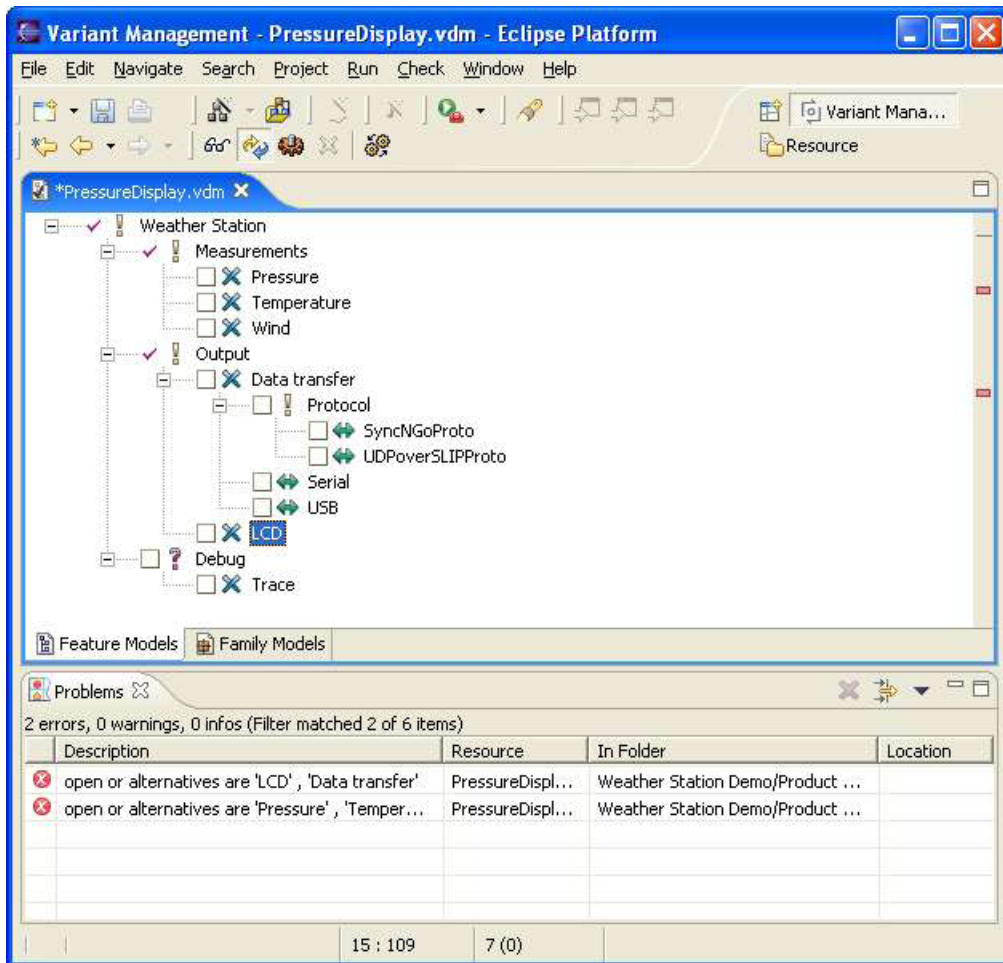 Variant Management - PressureDisplay.vdm - Eclipse Platform
File Edit Navigate Search Project Run Check Window Help
Variant Mana...
Resource
*PressureDisplay.vdm
Weather Station
Measurements
Pressure
Temperature
Wind
Output
Data transfer
Protocol
SyncNGoProto
UDPoverSLIPProto
Serial
USB
LCD
Debug
Trace
Feature Models Family Models
Problems
2 errors, 0 warnings, 0 infos (Filter matched 2 of 6 items)
Description Resource In Folder Location
open or alternatives are 'LCD' , 'Data transfer' PressureDispl... Weather Station Demo/Product ...
open or alternatives are 'Pressure' , 'Temper... PressureDispl... Weather Station Demo/Product ...
15 : 109 7 (0)